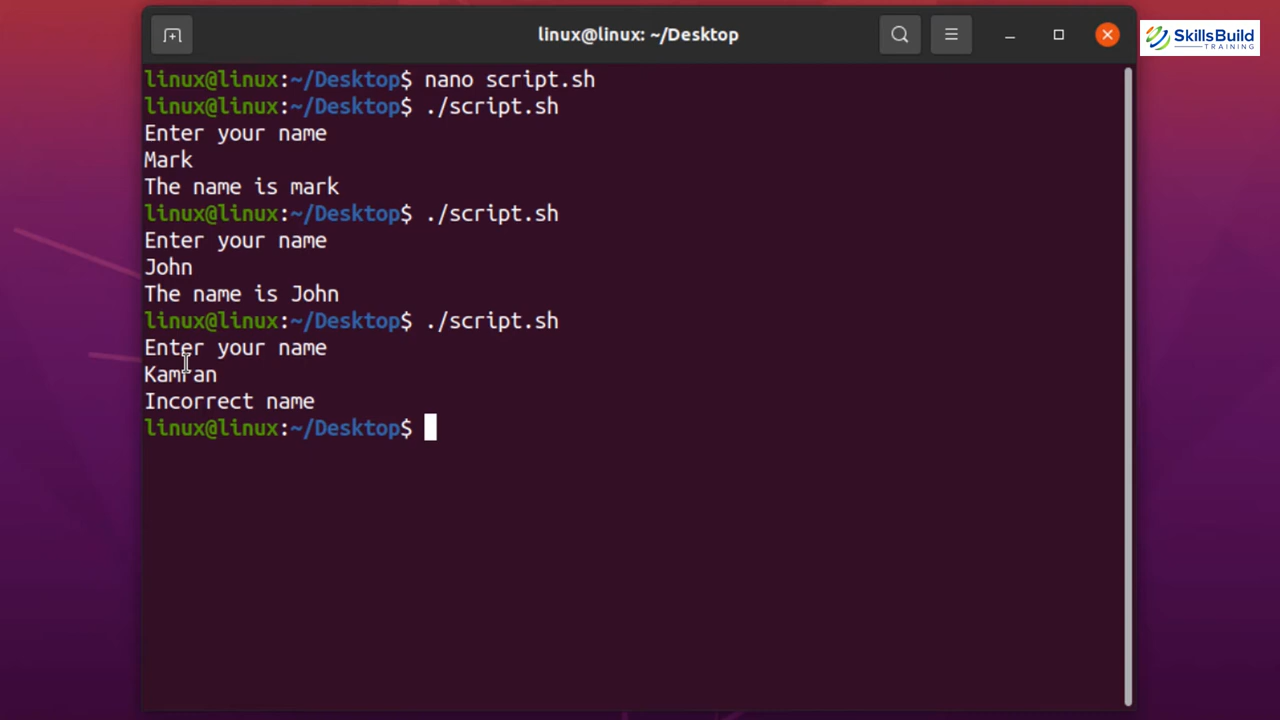 linux@linux: ~/Desktop
SkillsBuild
TRAINING
linux@linux:~/Desktop$ nano script.sh
linux@linux:~/Desktop$ ./script.sh
Enter your name
Mark
The name is mark
linux@linux:~/Desktop$ ./script.sh
Enter your name
John
The name is John
linux@linux:~/Desktop$ ./script.sh
Enter your name
Kamran
Incorrect name
linux@linux:~/Desktop$